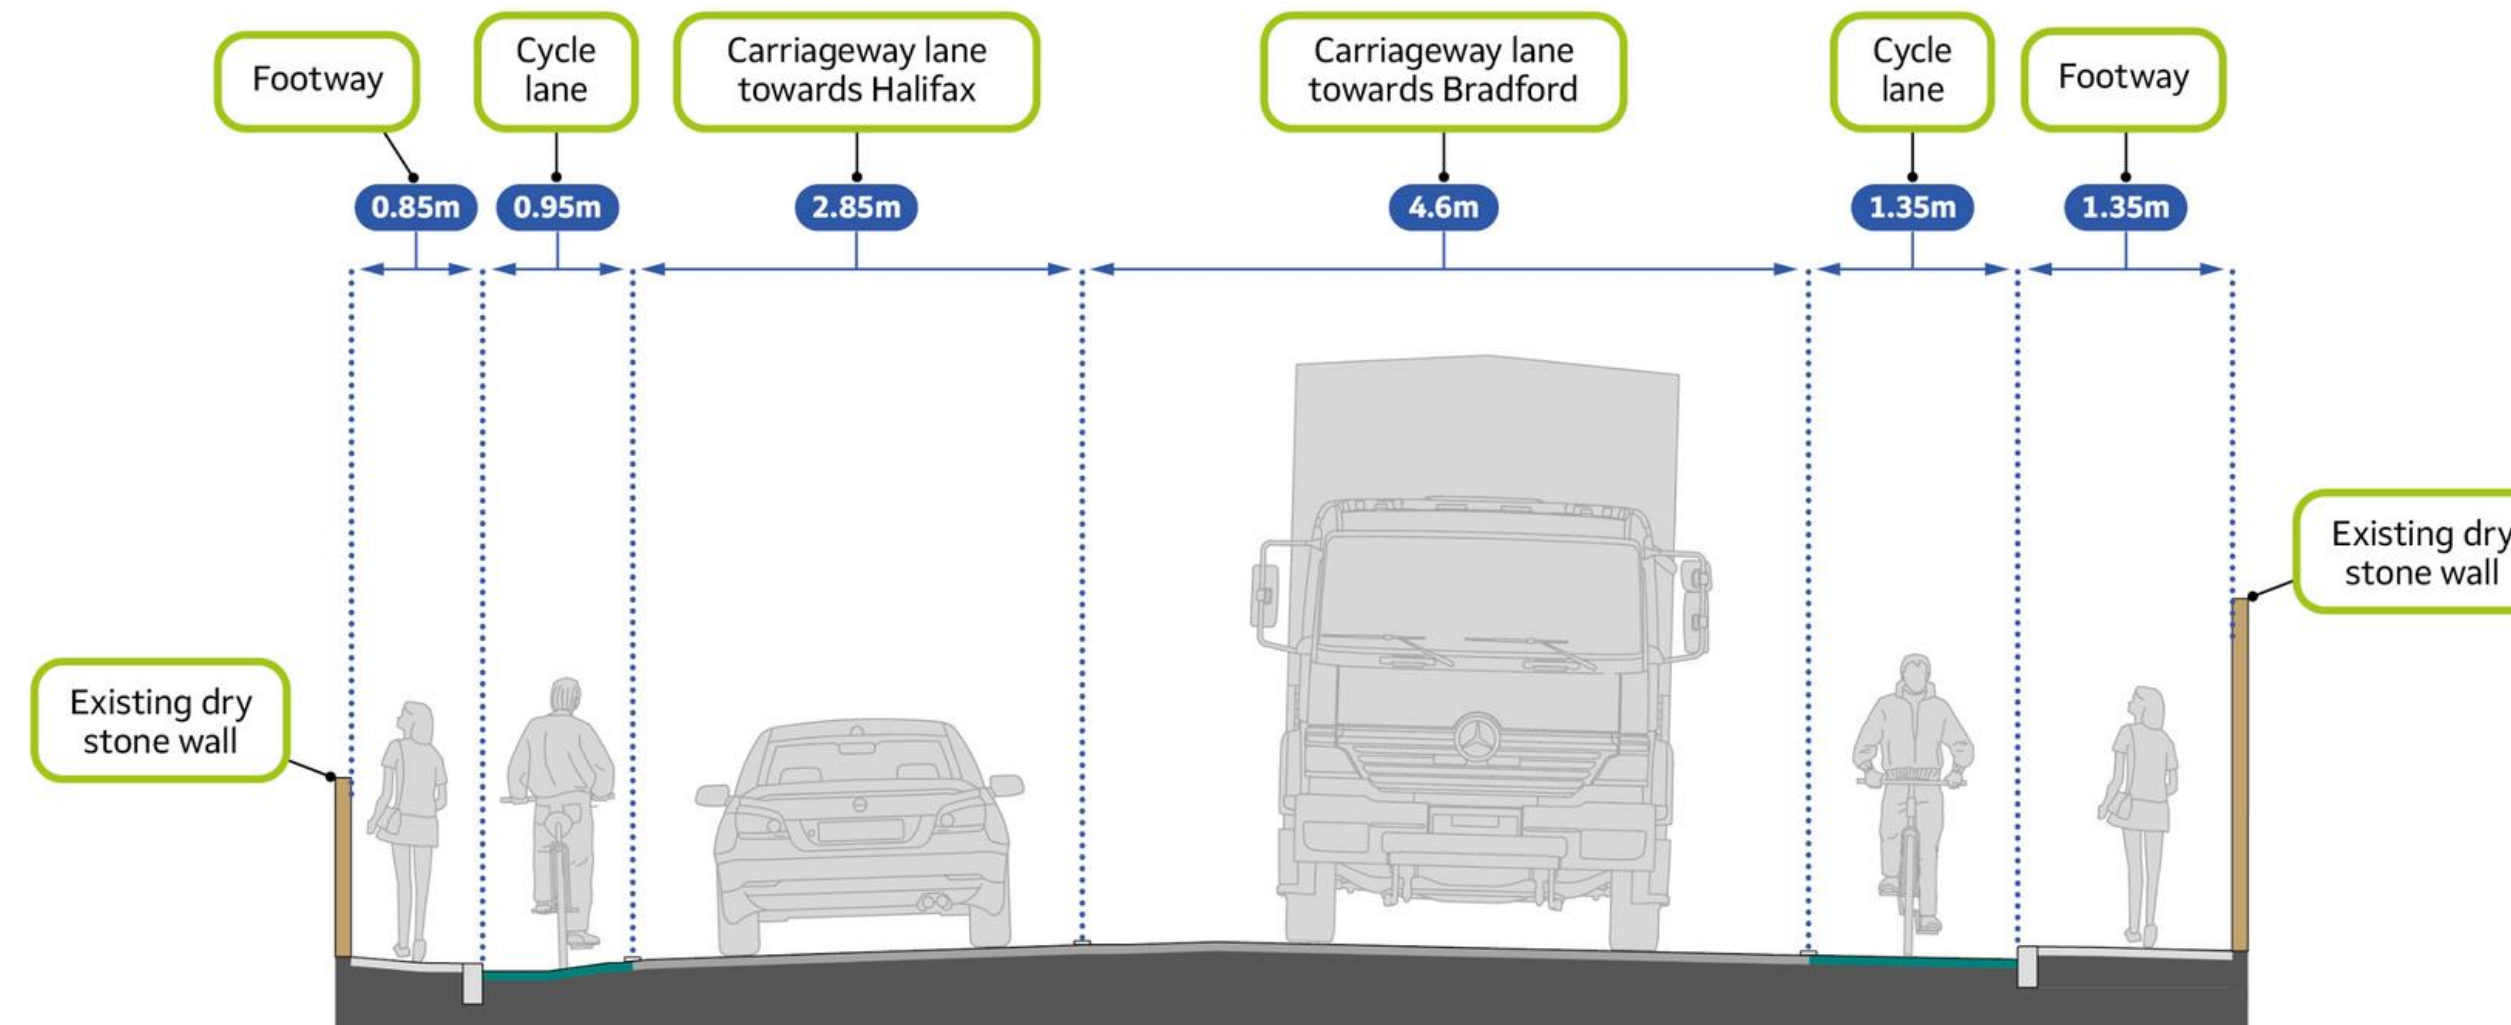 Footway
Cycle
lane
Carriageway lane
towards Halifax
Carriageway lane
towards Bradford
Cycle
lane
Footway
0.85m
0.95m
2.85m
4.6m
1.35m
1.35m
Existing dry
stone wall
Existing dry
stone wall